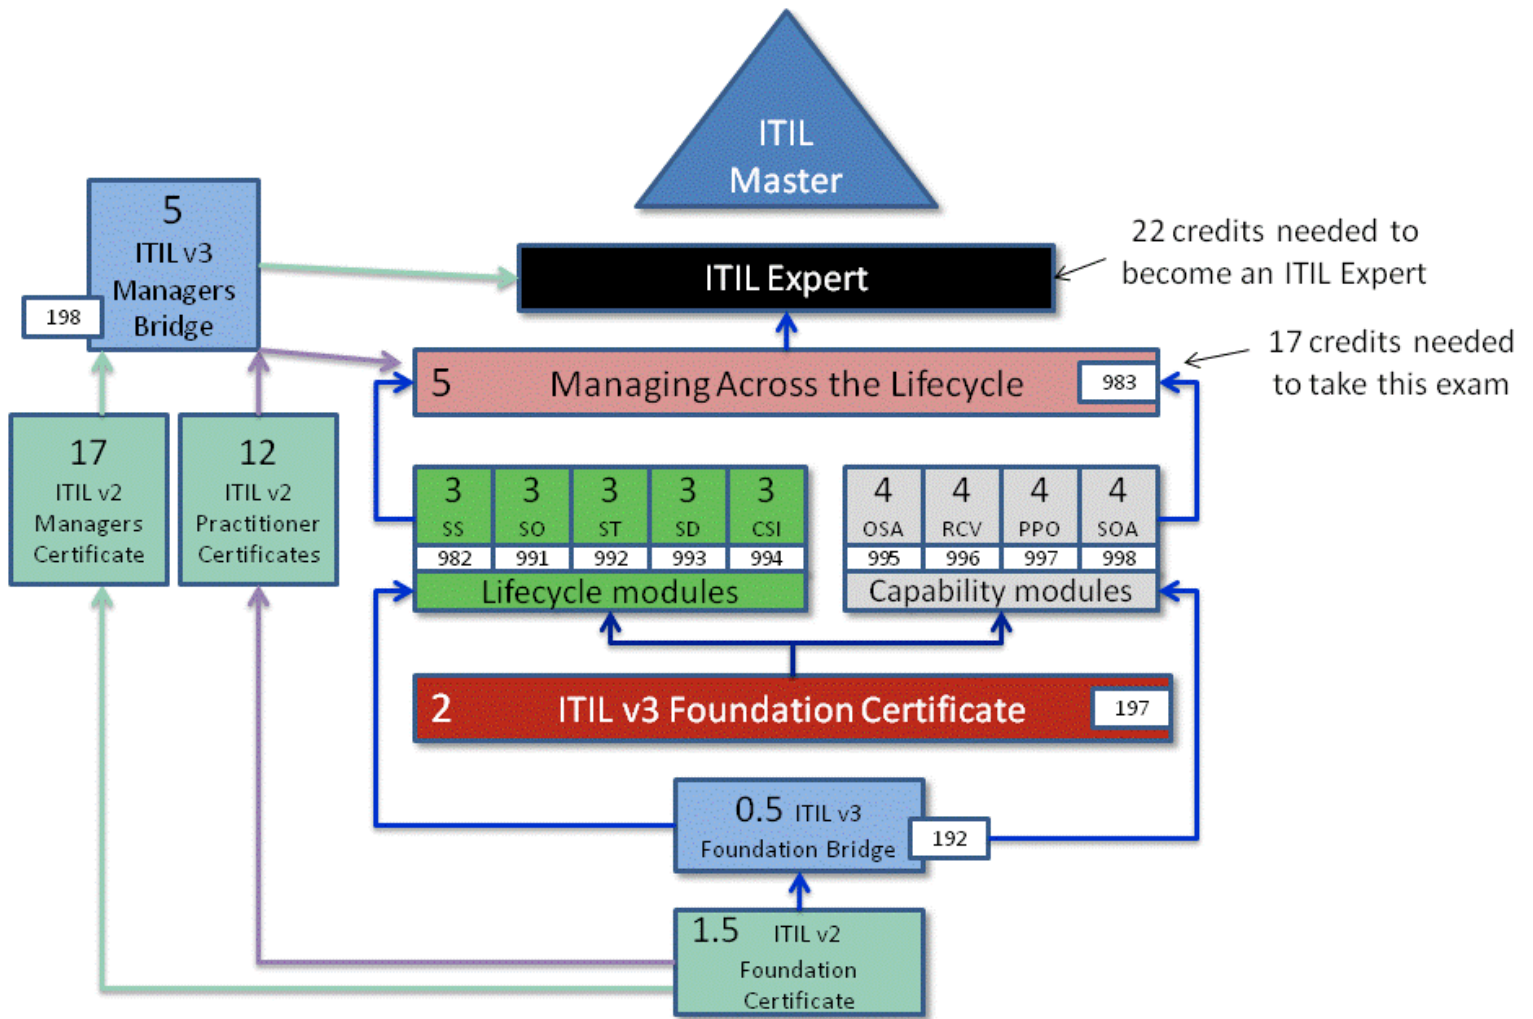 ITIL
Master
5
ITIL v3
Managers
Bridge
198
ITIL Expert
22 credits needed to
become an ITIL Expert
5 Managing Across the Lifecycle 983
17 credits needed
to take this exam
17
ITIL v2
Managers
Certificate
12
ITIL v2
Practitioner
Certificates
3 3 3 3 3
SS SO ST SD CSI
982 991 992 993 994
Lifecycle modules
4 4 4 4
OSA RCV PPO SOA
995 996 997 998
Capability modules
2 ITIL v3 Foundation Certificate 197
0.5 ITIL v3
Foundation Bridge
192
1.5 ITIL v2
Foundation
Certificate